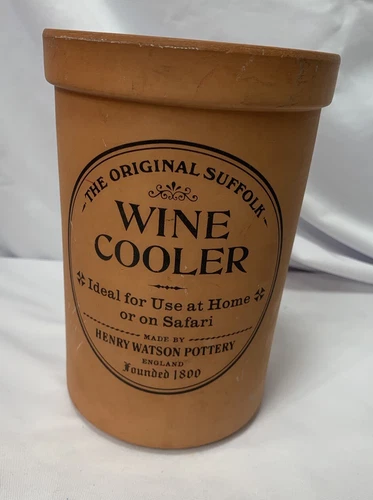 THE ORIGINAL SUFFOLK
WINE
COOLER
Ideal for Use at Home
or on Safari
MADE BY
HENRY WATSON POTTERY
ENGLAND
Founded 1800